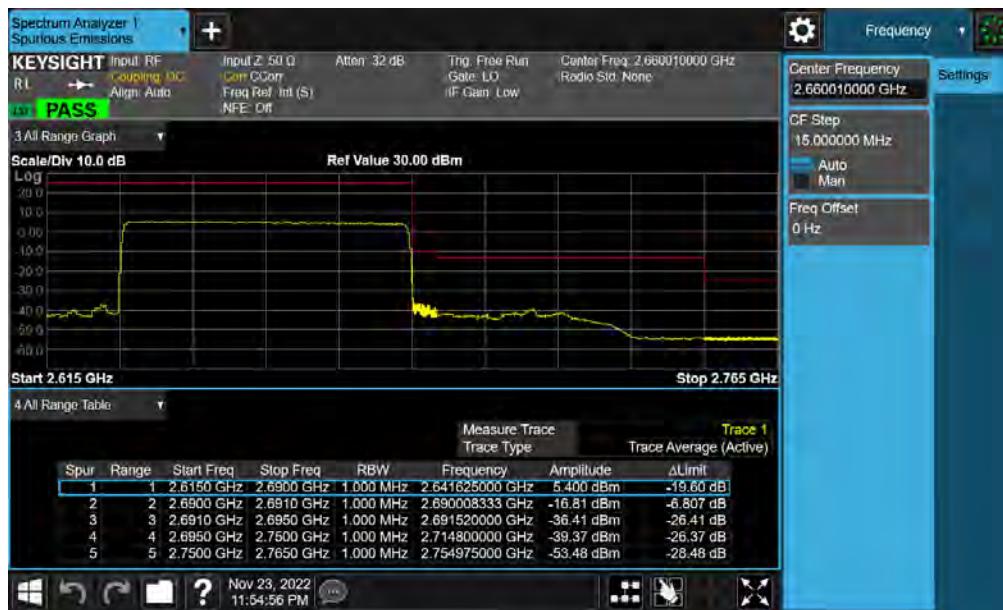 Spectrum Analyzer 1
Spurious Emissions
+
Frequency
KEYSIGHT
Input: RF
Input Z: 50 Ω
Atten: 32 dB
Trig: Free Run
Center Freq: 2.660010000 GHz
RL
Coupling: DC
Corr CCorr
Gate: LO
Radio Std: None
Align: Auto
Freq Ref: Int (S)
IF Gain: Low
NFE: Off
PASS
Center Frequency
2.660010000 GHz
Settings
CF Step
15.000000 MHz
Auto
Man
Freq Offset
0 Hz
3 All Range Graph
Scale/Div 10.0 dB
Ref Value 30.00 dBm
Log
20.0
10.0
0.00
-10.0
-20.0
-30.0
-40.0
-50.0
-60.0
Start 2.615 GHz
Stop 2.765 GHz
4 All Range Table
Measure Trace Trace 1
Trace Type Trace Average (Active)
Spur Range Start Freq Stop Freq RBW Frequency Amplitude ΔLimit
1 1 2.6150 GHz 2.6900 GHz 1.000 MHz 2.641625000 GHz 5.400 dBm -19.60 dB
2 2 2.6900 GHz 2.6910 GHz 1.000 MHz 2.690008333 GHz -16.81 dBm -6.807 dB
3 3 2.6910 GHz 2.6950 GHz 1.000 MHz 2.691520000 GHz -36.41 dBm -26.41 dB
4 4 2.6950 GHz 2.7500 GHz 1.000 MHz 2.714800000 GHz -39.37 dBm -26.37 dB
5 5 2.7500 GHz 2.7650 GHz 1.000 MHz 2.754975000 GHz -53.48 dBm -28.48 dB
?
Nov 23, 2022
11:54:56 PM